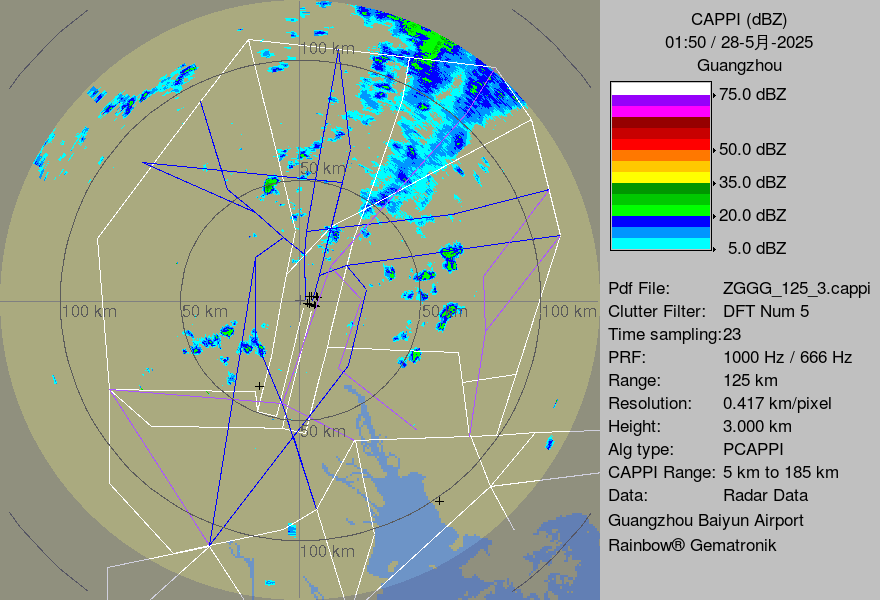 CAPPI (dBZ)
01:50 / 28-5月-2025
Guangzhou
75.0 dBZ
50.0 dBZ
35.0 dBZ
20.0 dBZ
5.0 dBZ
Pdf File: ZGGG_125_3.cappi
Clutter Filter: DFT Num 5
Time sampling:23
PRF: 1000 Hz / 666 Hz
Range: 125 km
Resolution: 0.417 km/pixel
Height: 3.000 km
Alg type: PCAPPI
CAPPI Range: 5 km to 185 km
Data: Radar Data
Guangzhou Baiyun Airport
Rainbow® Gematronik
100 km
50 km
100 km
50 km
50 km
100 km
50 km
100 km